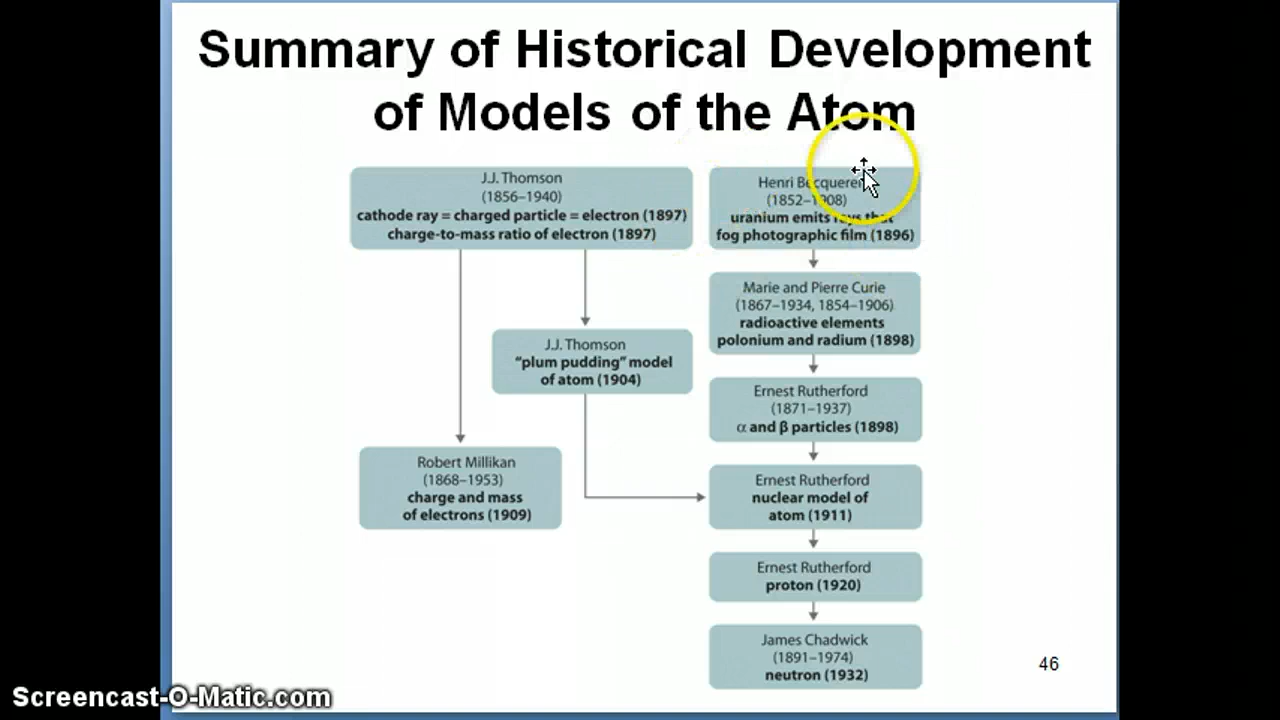 Summary of Historical Development
of Models of the Atom
J.J. Thomson
(1856–1940)
cathode ray = charged particle = electron (1897)
charge-to-mass ratio of electron (1897)
Henri Becquerel
(1852–1908)
uranium emits rays that
fog photographic film (1896)
Marie and Pierre Curie
(1867–1934, 1854–1906)
radioactive elements
polonium and radium (1898)
J.J. Thomson
“plum pudding” model
of atom (1904)
Ernest Rutherford
(1871–1937)
α and β particles (1898)
Robert Millikan
(1868–1953)
charge and mass
of electrons (1909)
Ernest Rutherford
nuclear model of
atom (1911)
Ernest Rutherford
proton (1920)
James Chadwick
(1891–1974)
neutron (1932)
46
Screencast-O-Matic.com